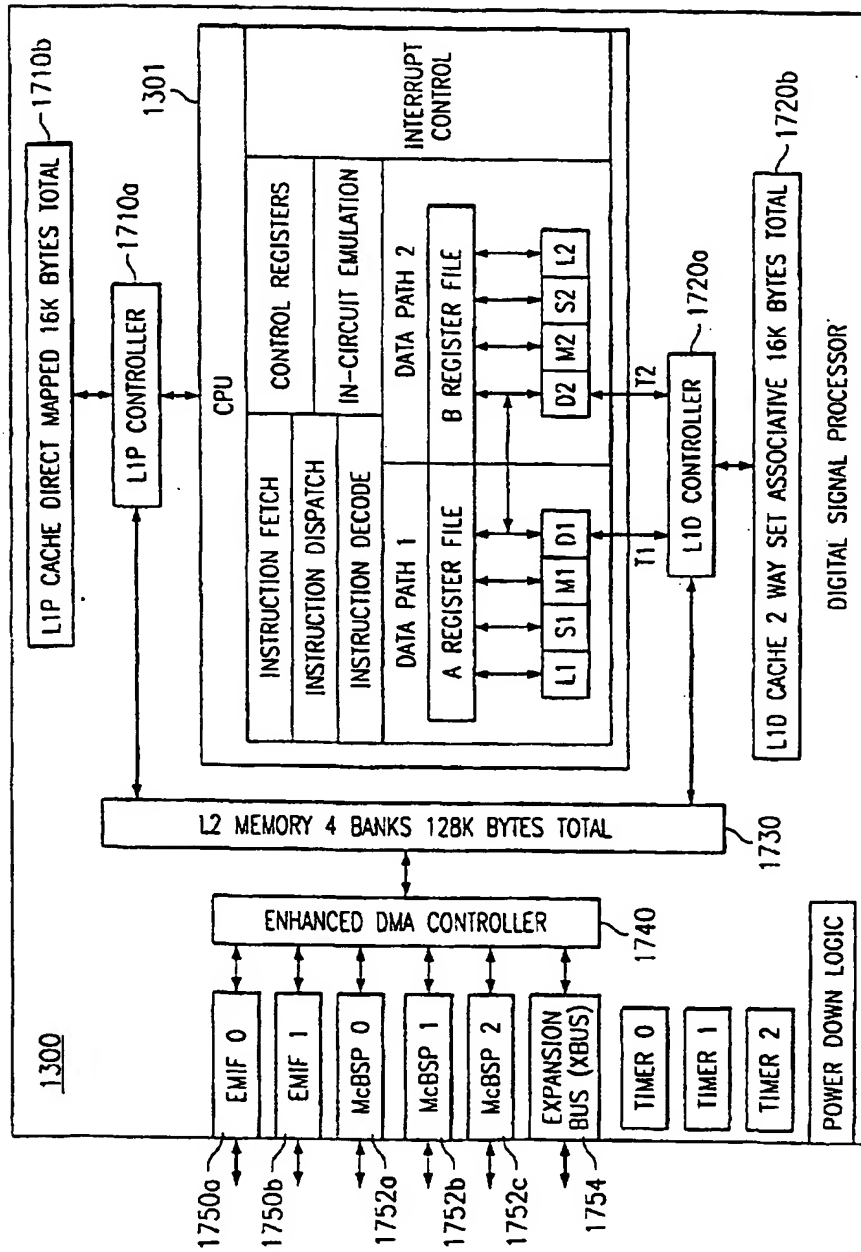 1300
1750a
EMIF 0
1750b
EMIF 1
1752a
McBSP 0
1752b
McBSP 1
1752c
McBSP 2
1754
EXPANSION
BUS (XBUS)
TIMER 0
TIMER 1
TIMER 2
POWER DOWN LOGIC
ENHANCED DMA CONTROLLER
1740
L2 MEMORY 4 BANKS 128K BYTES TOTAL
1730
L1P CACHE DIRECT MAPPED 16K BYTES TOTAL
1710b
L1P CONTROLLER
1710a
1301
CPU
INSTRUCTION FETCH
INSTRUCTION DISPATCH
INSTRUCTION DECODE
CONTROL REGISTERS
IN-CIRCUIT EMULATION
INTERRUPT
CONTROL
DATA PATH 1
A REGISTER FILE
L1 S1 M1 D1
DATA PATH 2
B REGISTER FILE
D2 M2 S2 L2
T1
T2
L1D CONTROLLER
1720a
L1D CACHE 2 WAY SET ASSOCIATIVE 16K BYTES TOTAL
1720b
DIGITAL SIGNAL PROCESSOR